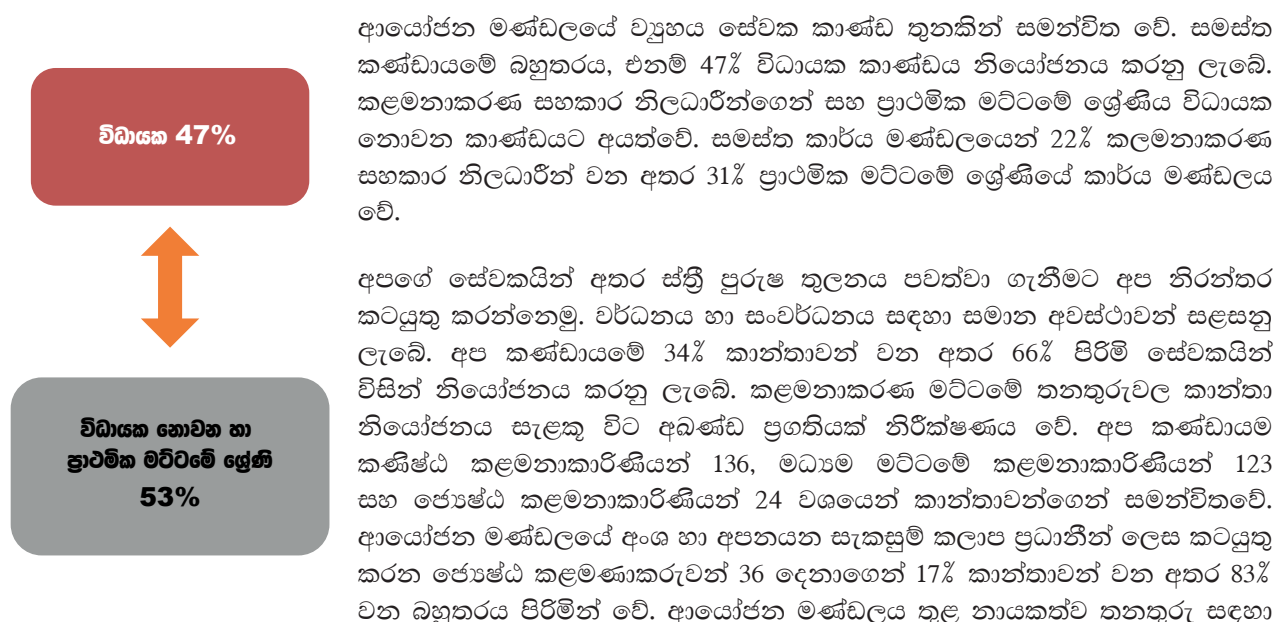 විධායක 47%
විධායක නොවන හා
ප්‍රාථමික මට්ටමේ ශ්‍රේණි
53%
ආයෝජන මණ්ඩලයේ ව්‍යුහය සේවක කාණ්ඩ තුනකින් සමන්විත වේ. සමස්ත
කණ්ඩායමේ බහුතරය, එනම් 47% විධායක කාණ්ඩය නියෝජනය කරනු ලැබේ.
කළමනාකරණ සහකාර නිලධාරීන්ගෙන් සහ ප්‍රාථමික මට්ටමේ ශ්‍රේණිය විධායක
නොවන කාණ්ඩයට අයත්වේ. සමස්ත කාර්ය මණ්ඩලයෙන් 22% කලමනාකරණ
සහකාර නිලධාරීන් වන අතර 31% ප්‍රාථමික මට්ටමේ ශ්‍රේණියේ කාර්ය මණ්ඩලය
වේ.
අපගේ සේවකයින් අතර ස්ත්‍රී පුරුෂ තුලනය පවත්වා ගැනීමට අප නිරන්තර
කටයුතු කරන්නෙමු. වර්ධනය හා සංවර්ධනය සඳහා සමාන අවස්ථාවන් සළසනු
ලැබේ. අප කණ්ඩායමේ 34% කාන්තාවන් වන අතර 66% පිරිමි සේවකයින්
විසින් නියෝජනය කරනු ලැබේ. කළමනාකරණ මට්ටමේ තනතුරුවල කාන්තා
නියෝජනය සැළකූ විට අඛණ්ඩ ප්‍රගතියක් නිරීක්ෂණය වේ. අප කණ්ඩායම
කණිෂ්ඨ කළමනාකාරිණියන් 136, මධ්‍යම මට්ටමේ කළමනාකාරිණියන් 123
සහ ජ්‍යෙෂ්ඨ කළමනාකාරිණියන් 24 වශයෙන් කාන්තාවන්ගෙන් සමන්විතවේ.
ආයෝජන මණ්ඩලයේ අංශ හා අපනයන සැකසුම් කලාප ප්‍රධානීන් ලෙස කටයුතු
කරන ජ්‍යෙෂ්ඨ කළමණාකරුවන් 36 දෙනාගෙන් 17% කාන්තාවන් වන අතර 83%
වන බහුතරය පිරිමින් වේ. ආයෝජන මණ්ඩලය තුළ නායකත්ව තනතුරු සඳහා